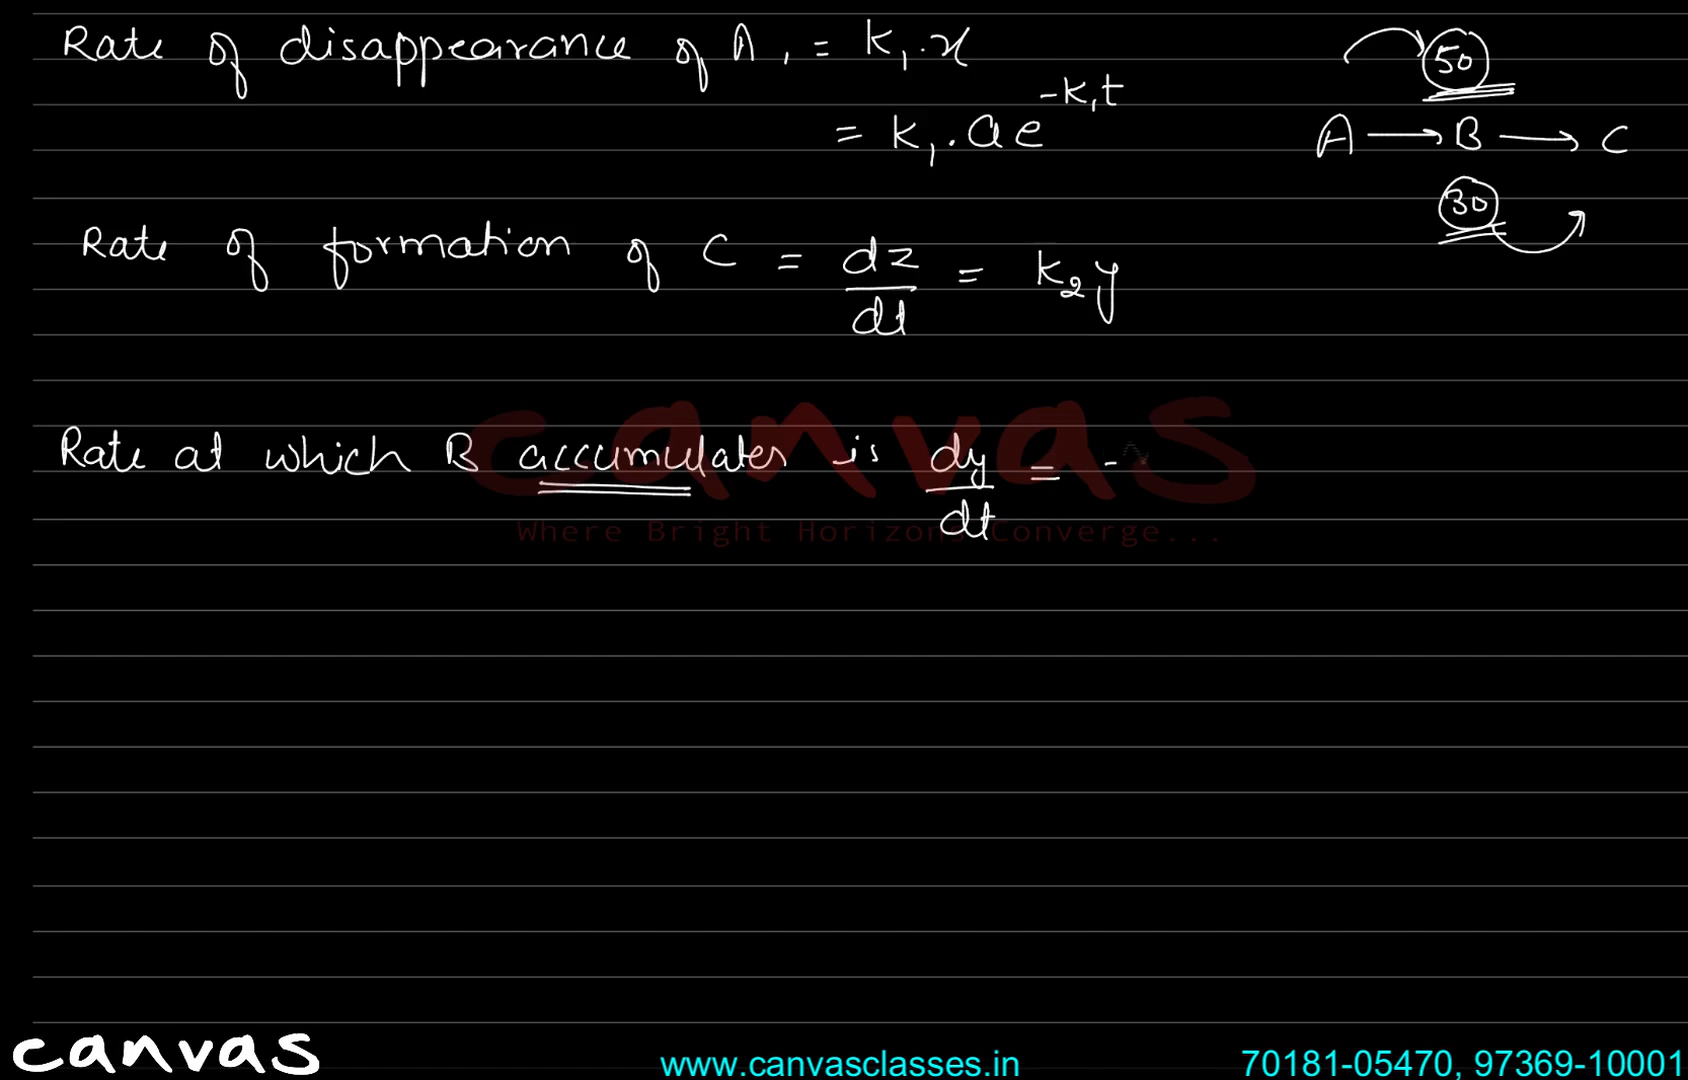 Rate of disappearance of A, = k₁.x
= k₁.ae^-k₁t
50
A → B → C
30
Rate of formation of C = dz/dt = k₂y
Rate at which B accumulates is dy/dt = -
canvas
Where Bright Horizons Converge...
canvas
www.canvasclasses.in
70181-05470, 97369-10001